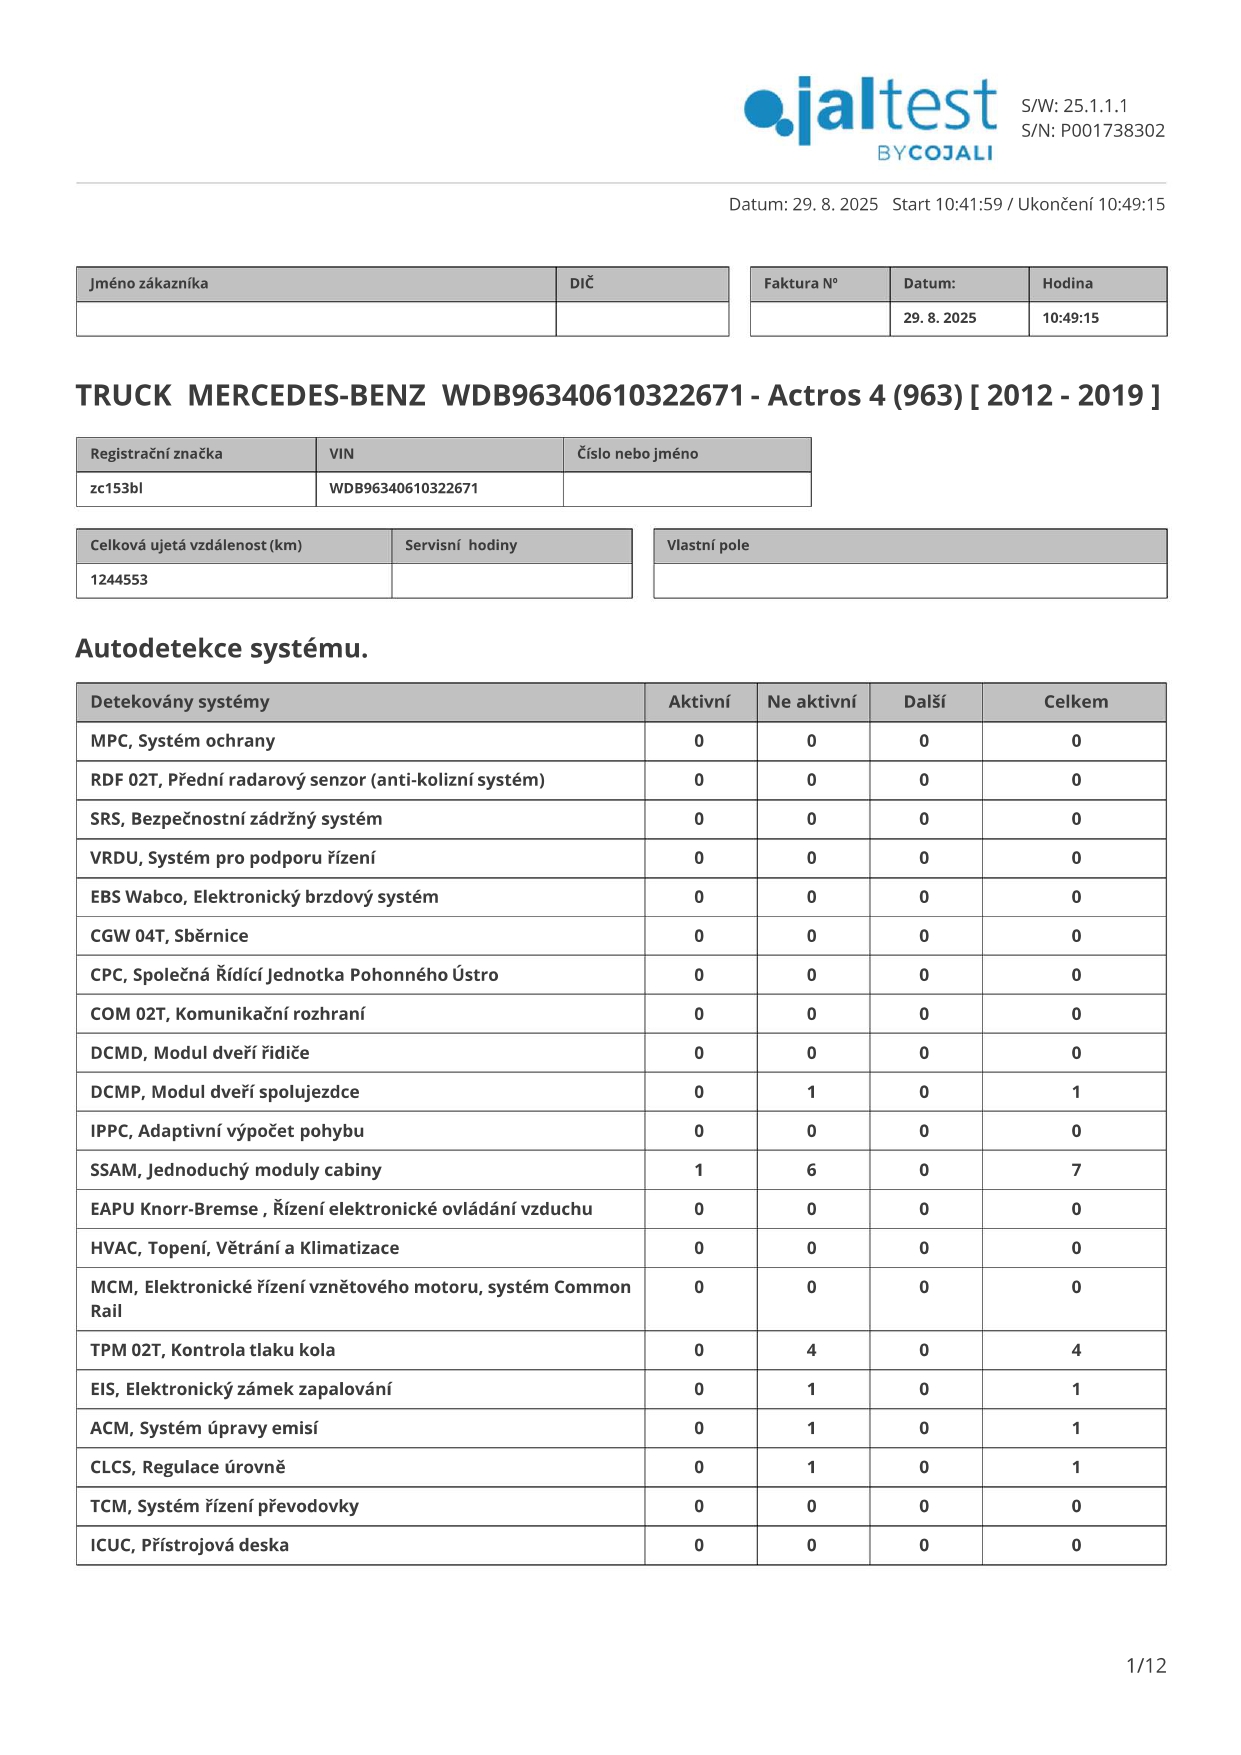 jaltest
BYCOJALI
S/W: 25.1.1.1
S/N: P001738302
Datum: 29. 8. 2025 Start 10:41:59 / Ukončení 10:49:15
Jméno zákazníka DIČ Faktura Nº Datum: Hodina
29. 8. 2025 10:49:15
TRUCK MERCEDES-BENZ WDB96340610322671 - Actros 4 (963) [ 2012 - 2019 ]
Registrační značka VIN Číslo nebo jméno
zc153bl WDB96340610322671
Celková ujetá vzdálenost (km) Servisní hodiny Vlastní pole
1244553
Autodetekce systému.
Detekovány systémy Aktivní Ne aktivní Další Celkem
MPC, Systém ochrany 0 0 0 0
RDF 02T, Přední radarový senzor (anti-kolizní systém) 0 0 0 0
SRS, Bezpečnostní zádržný systém 0 0 0 0
VRDU, Systém pro podporu řízení 0 0 0 0
EBS Wabco, Elektronický brzdový systém 0 0 0 0
CGW 04T, Sběrnice 0 0 0 0
CPC, Společná Řídící Jednotka Pohonného Ústro 0 0 0 0
COM 02T, Komunikační rozhraní 0 0 0 0
DCMD, Modul dveří řidiče 0 0 0 0
DCMP, Modul dveří spolujezdce 0 1 0 1
IPPC, Adaptivní výpočet pohybu 0 0 0 0
SSAM, Jednoduchý moduly cabiny 1 6 0 7
EAPU Knorr-Bremse , Řízení elektronické ovládání vzduchu 0 0 0 0
HVAC, Topení, Větrání a Klimatizace 0 0 0 0
MCM, Elektronické řízení vznětového motoru, systém Common 0 0 0 0
Rail
TPM 02T, Kontrola tlaku kola 0 4 0 4
EIS, Elektronický zámek zapalování 0 1 0 1
ACM, Systém úpravy emisí 0 1 0 1
CLCS, Regulace úrovně 0 1 0 1
TCM, Systém řízení převodovky 0 0 0 0
ICUC, Přístrojová deska 0 0 0 0
1/12